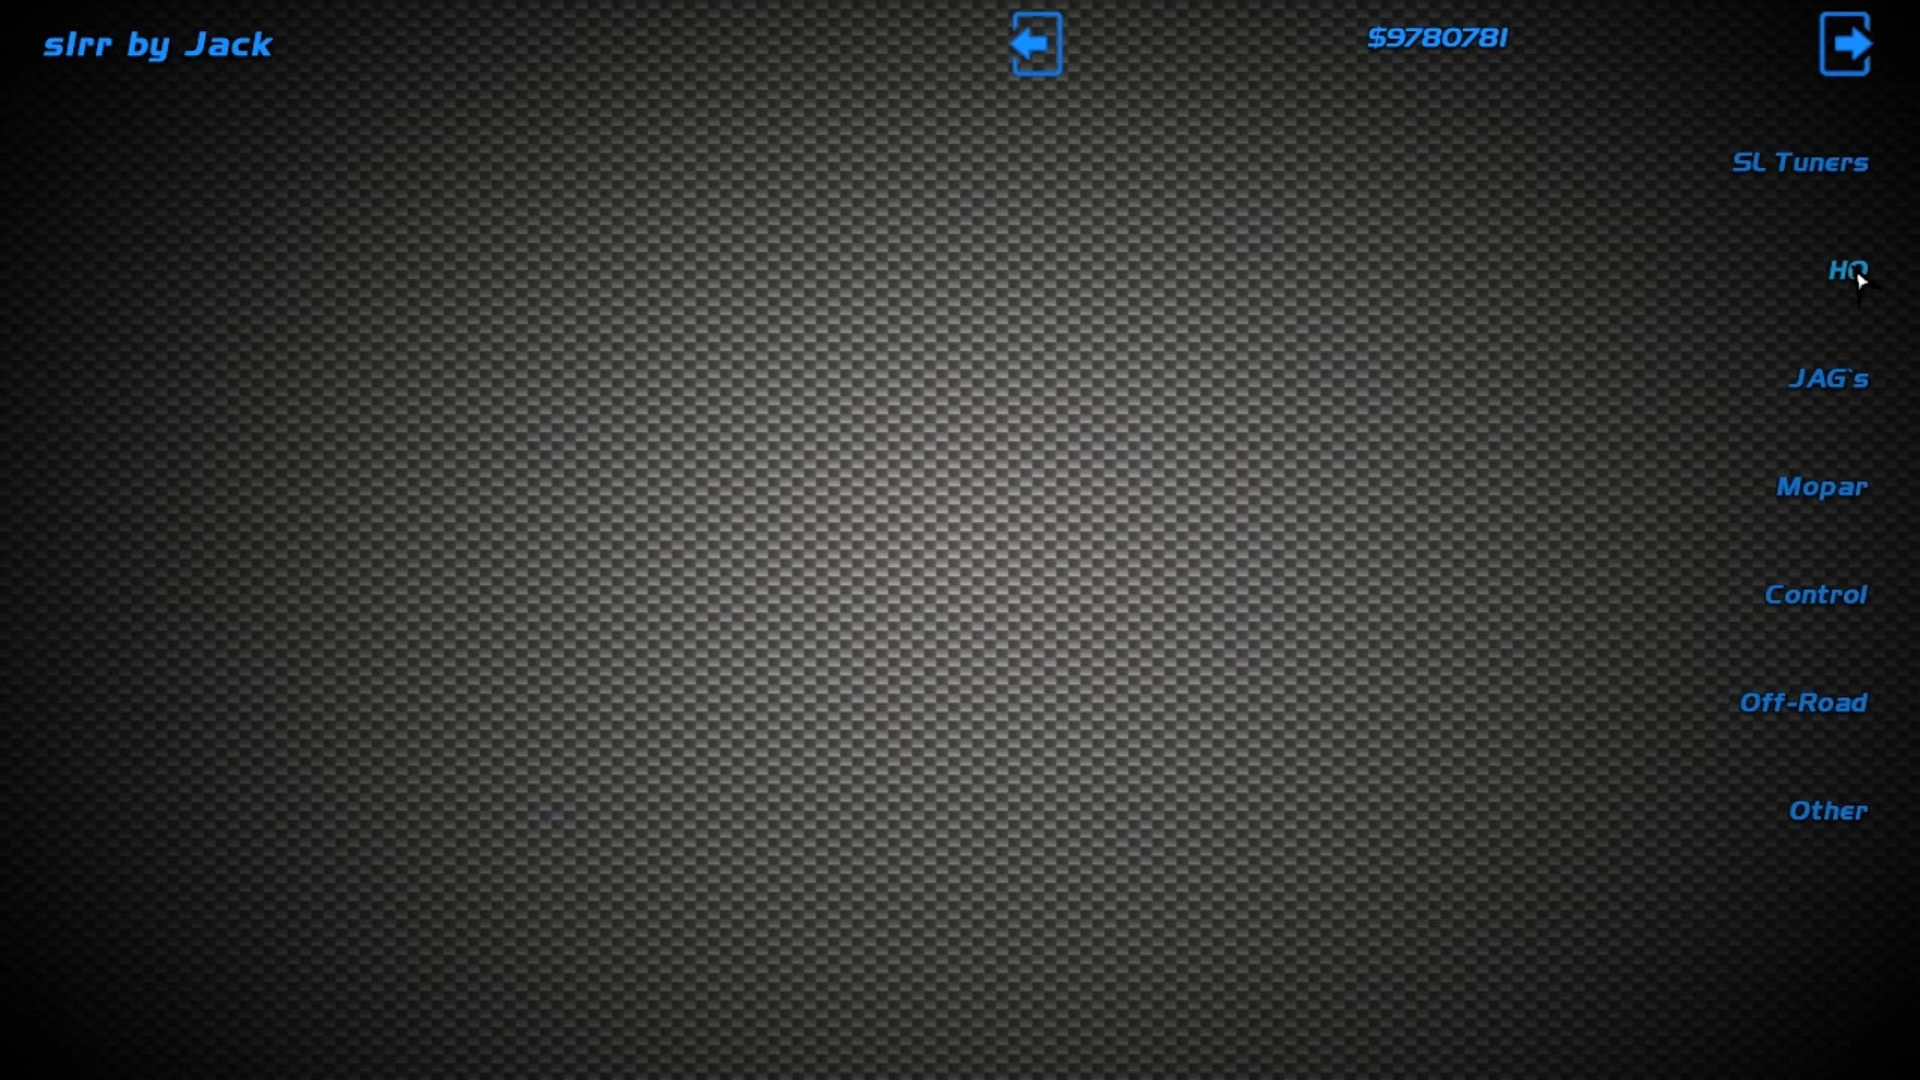 slrr by Jack
$9780781
SL Tuners
HQ
JAG`s
Mopar
Control
Off-Road
Other